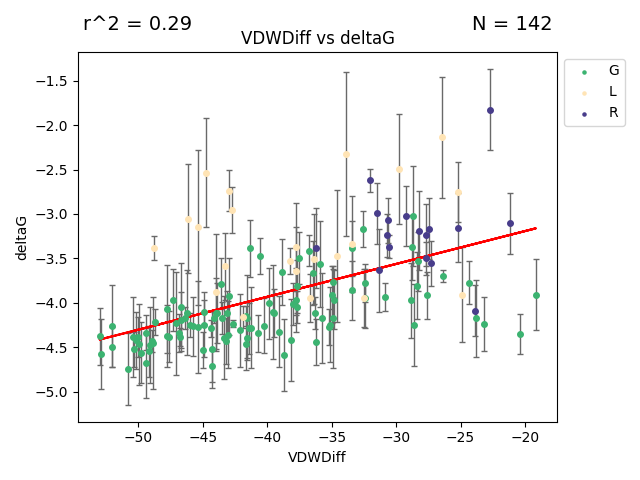 r^2 = 0.29
N = 142
VDWDiff vs deltaG
G
L
R
deltaG
−1.5
−2.0
−2.5
−3.0
−3.5
−4.0
−4.5
−5.0
−50
−45
−40
−35
−30
−25
−20
VDWDiff